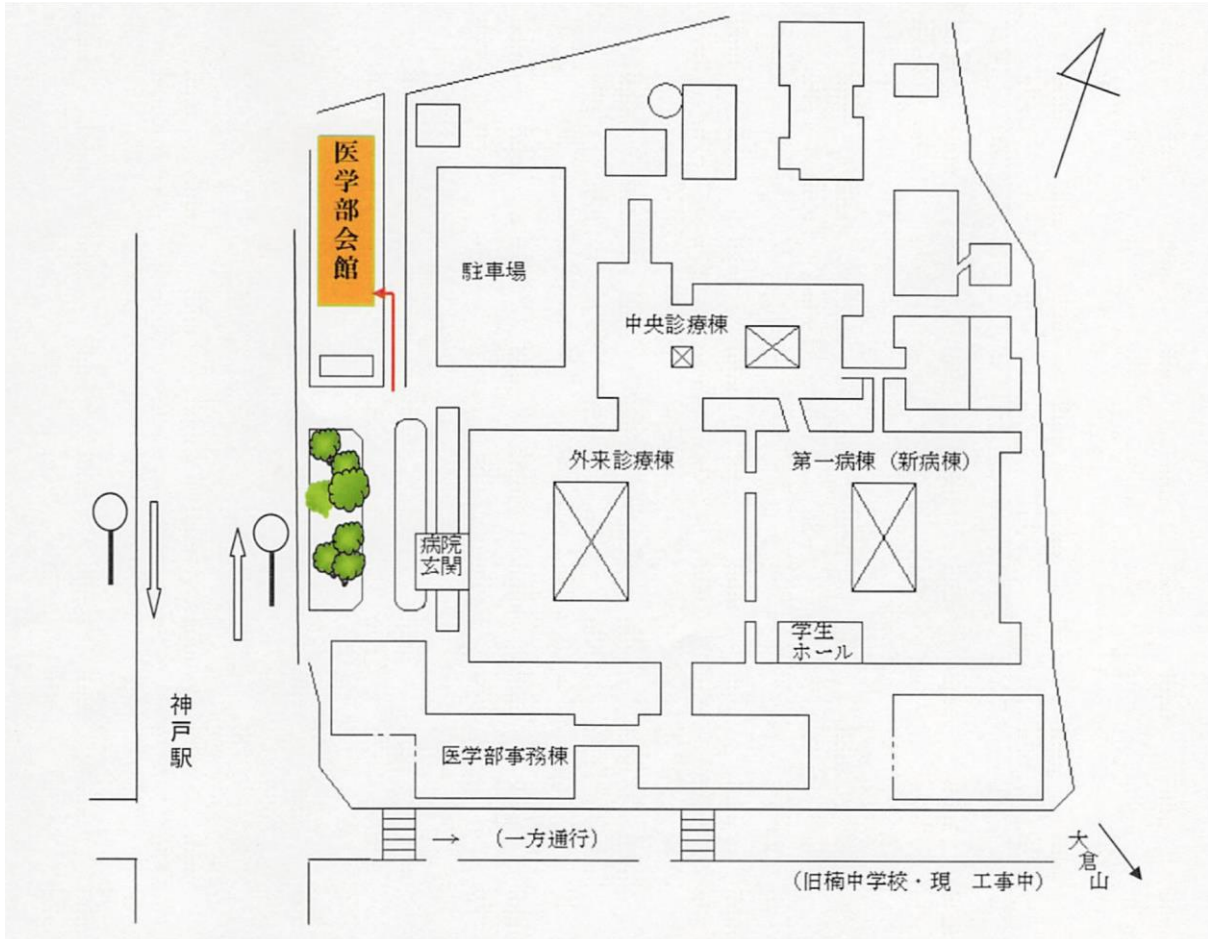 医学部会館
駐車場
中央診療棟
外来診療棟
第一病棟（新病棟）
病院
玄関
学生
ホール
神戸駅
医学部事務棟
→ （一方通行）
（旧楠中学校・現 工事中）
大倉山